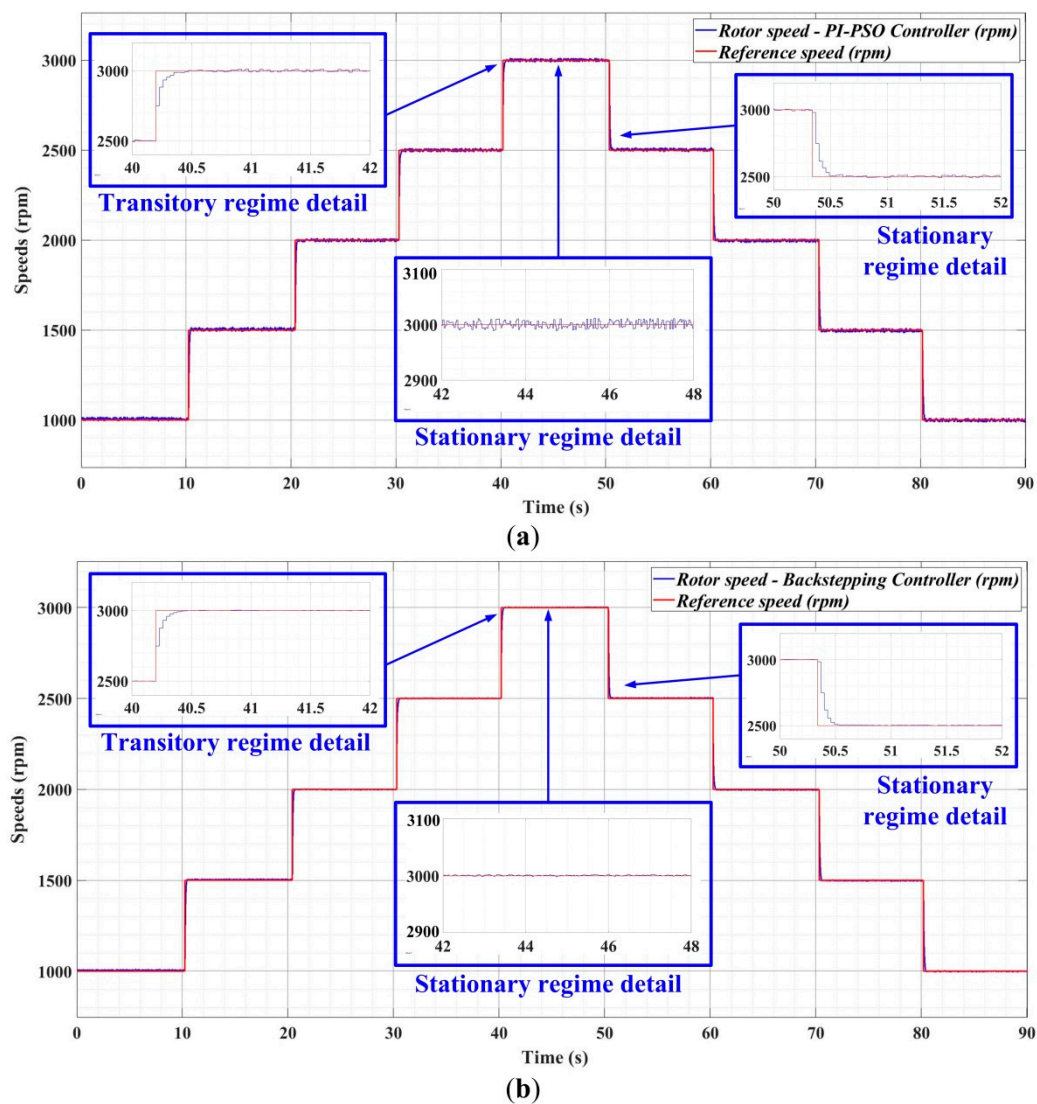 Rotor speed - PI-PSO Controller (rpm)
Reference speed (rpm)
3000
2500
40 40.5 41 41.5 42
Transitory regime detail
3000
2500
50 50.5 51 51.5 52
Stationary
regime detail
3100
3000
2900
42 44 46 48
Stationary regime detail
Speeds (rpm)
3000
2500
2000
1500
1000
0 10 20 30 40 50 60 70 80 90
Time (s)
(a)
Rotor speed - Backstepping Controller (rpm)
Reference speed (rpm)
3000
2500
40 40.5 41 41.5 42
Transitory regime detail
3000
2500
50 50.5 51 51.5 52
Stationary
regime detail
3100
3000
2900
42 44 46 48
Stationary regime detail
Speeds (rpm)
3000
2500
2000
1500
1000
0 10 20 30 40 50 60 70 80 90
Time (s)
(b)